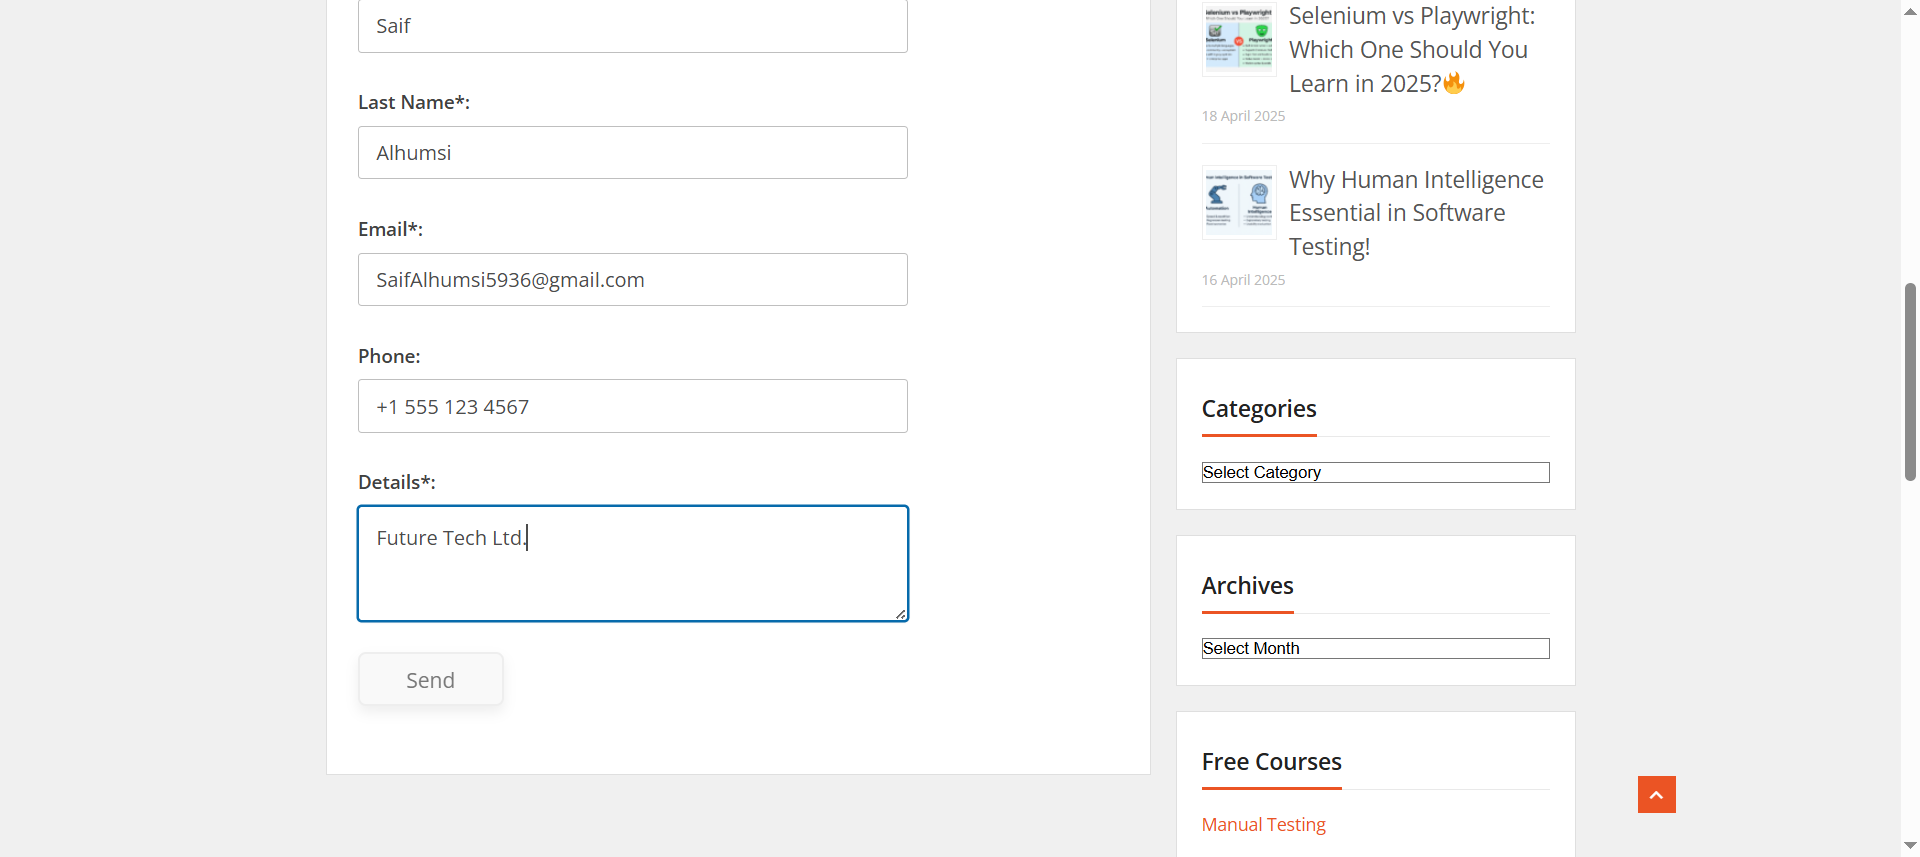 Saif
Last Name*:
Alhumsi
Email*:
SaifAlhumsi5936@gmail.com
Phone:
+1 555 123 4567
Details*:
Future Tech Ltd.
Send
Selenium vs Playwright:
Which One Should You
Learn in 2025?🔥
18 April 2025
Why Human Intelligence
Essential in Software
Testing!
16 April 2025
Categories
Select Category
Archives
Select Month
Free Courses
Manual Testing